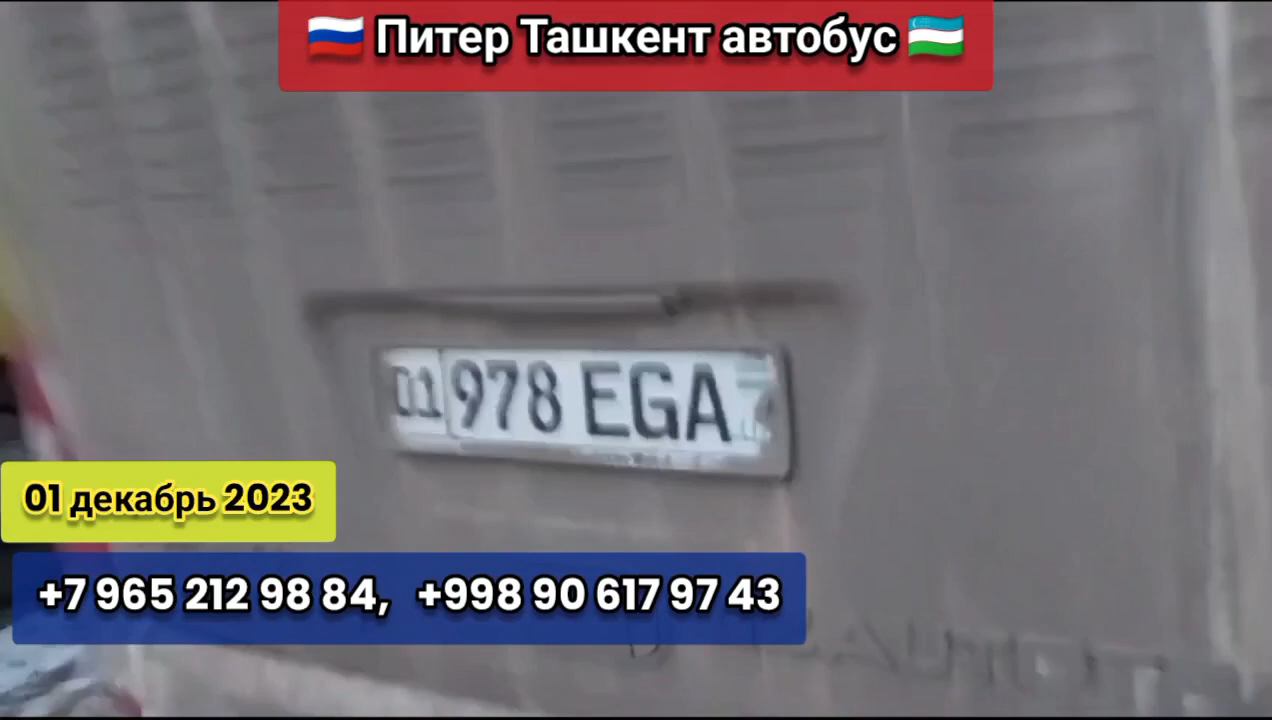 Питер Ташкент автобус
01 978 EGA
01 декабрь 2023
+7 965 212 98 84, +998 90 617 97 43